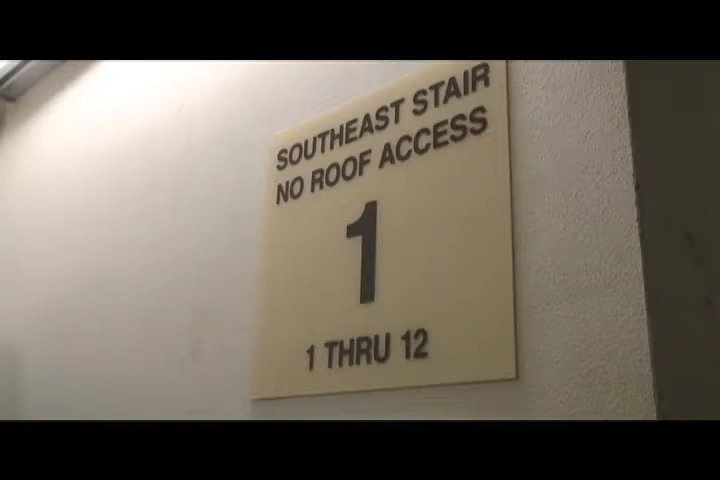 SOUTHEAST STAIR
NO ROOF ACCESS
1
1 THRU 12